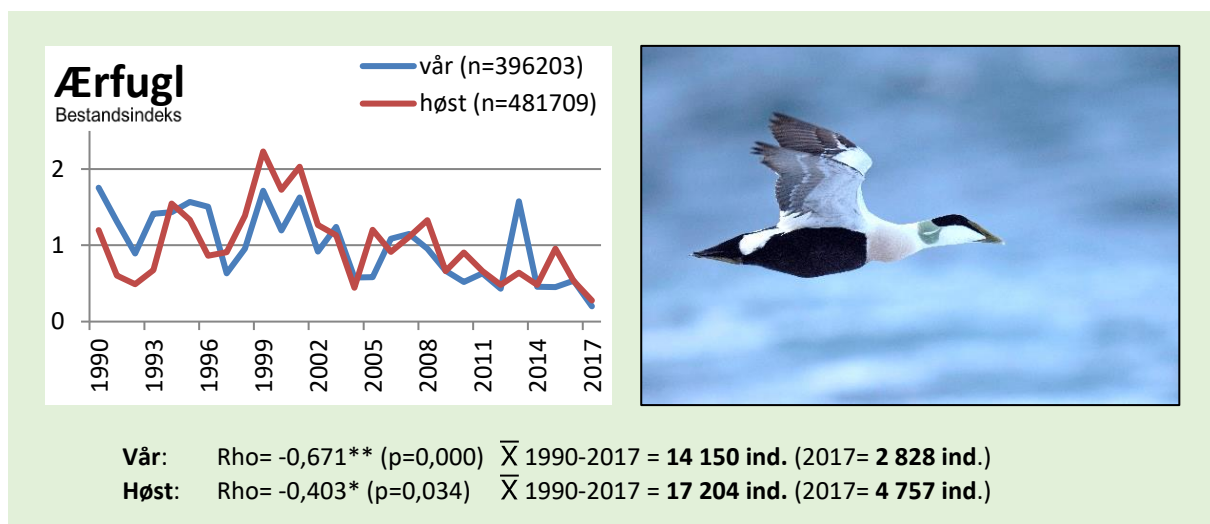 Ærfugl
Bestandsindeks
vår (n=396203)
høst (n=481709)
2
1
0
1990
1993
1996
1999
2002
2005
2008
2011
2014
2017
Vår: Rho= -0,671** (p=0,000) X̅ 1990-2017 = 14 150 ind. (2017= 2 828 ind.)
Høst: Rho= -0,403* (p=0,034) X̅ 1990-2017 = 17 204 ind. (2017= 4 757 ind.)